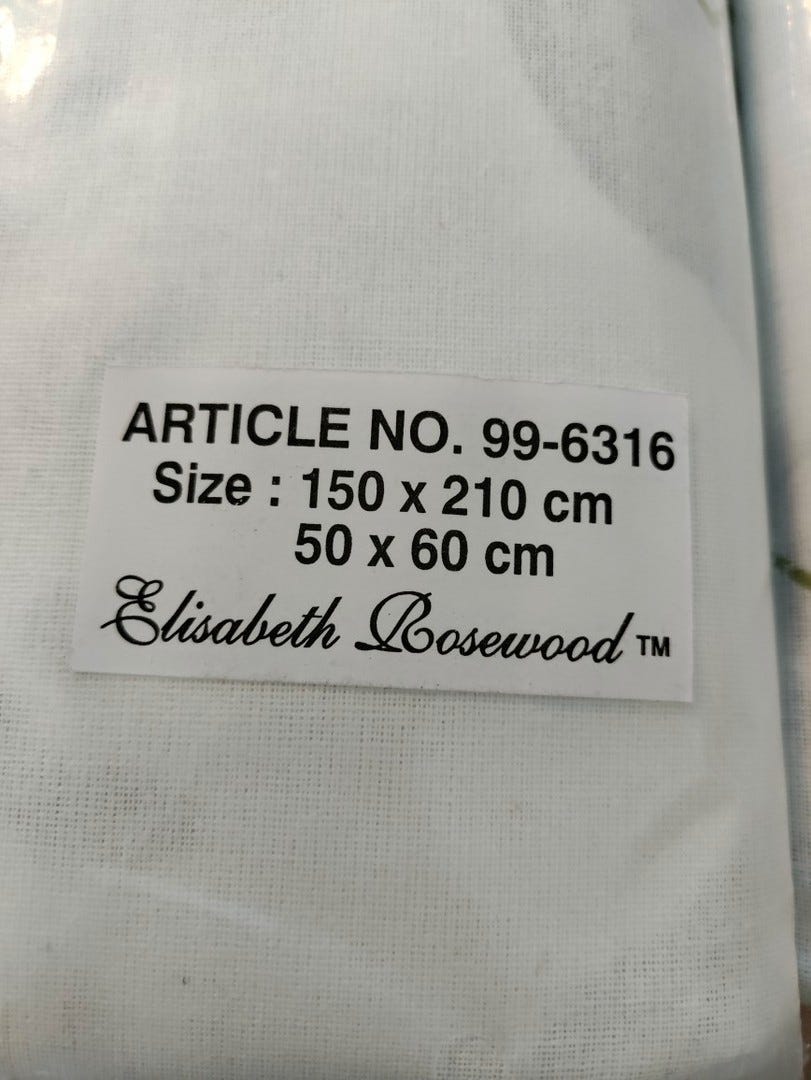 ARTICLE NO. 99-6316
Size : 150 x 210 cm
50 x 60 cm
Elisabeth Rosewood ™